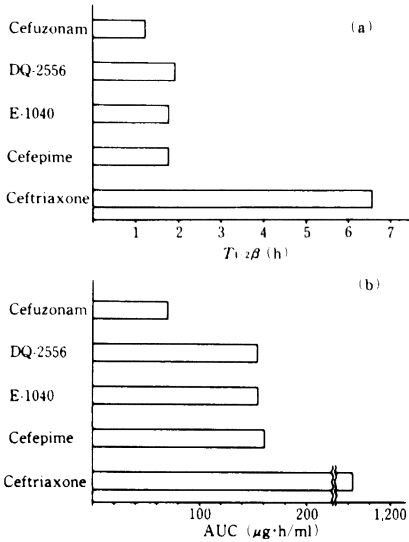 (a)
Cefuzonam
DQ-2556
E-1040
Cefepime
Ceftriaxone
1 2 3 4 5 6 7
T1/2β (h)
(b)
Cefuzonam
DQ-2556
E-1040
Cefepime
Ceftriaxone
100 200 1,200
AUC (μg·h/ml)